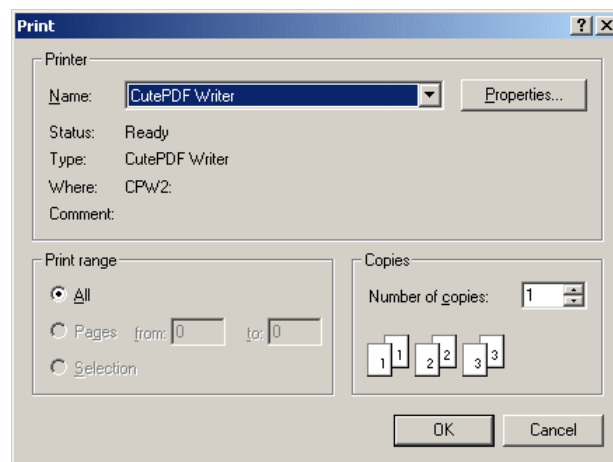 Print
Printer
Name: CutePDF Writer Properties...
Status: Ready
Type: CutePDF Writer
Where: CPW2:
Comment:
Print range
All
Pages from: 0 to: 0
Selection
Copies
Number of copies: 1
1 1 2 2 3 3
OK Cancel